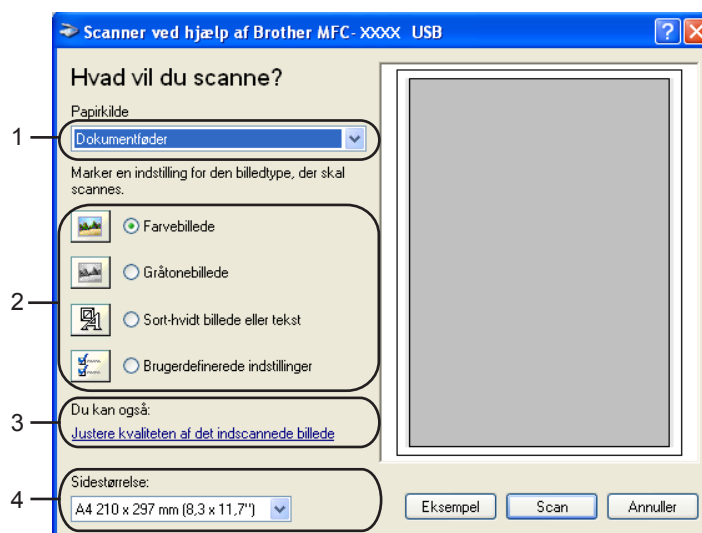 Scanner ved hjælp af Brother MFC- XXXX USB
Hvad vil du scanne?
Papirkilde
1
Dokumentføder
Marker en indstilling for den billedtype, der skal
scannes.
Farvebillede
Gråtonebillede
2
Sort-hvidt billede eller tekst
Brugerdefinerede indstillinger
3
Du kan også:
Justere kvaliteten af det indscannede billede
Sidestørrelse:
4
A4 210 x 297 mm (8,3 x 11,7")
Eksempel
Scan
Annuller